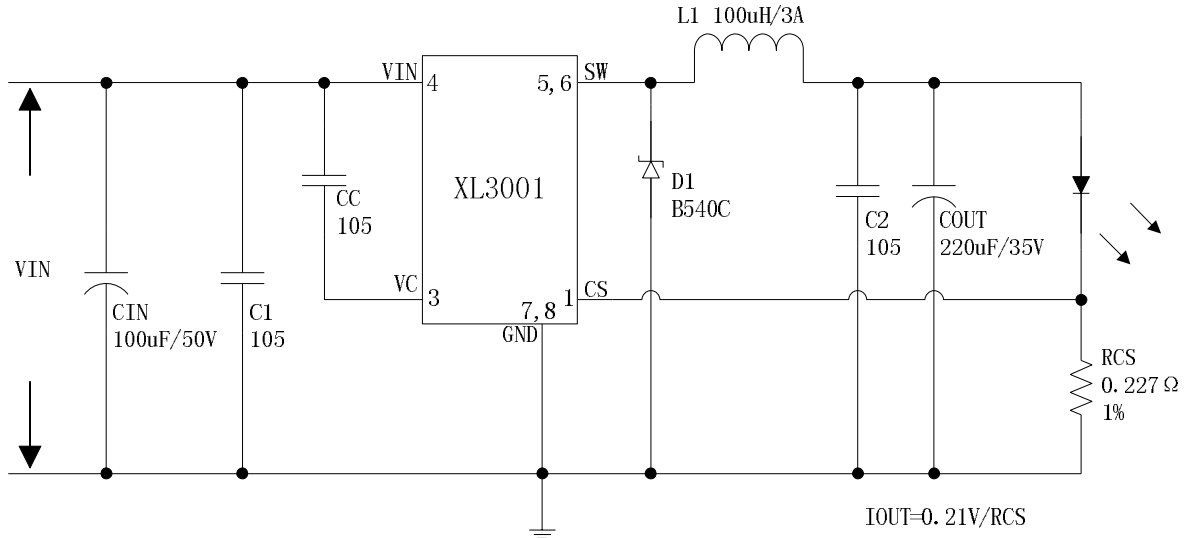 L1 100uH/3A
VIN
4
5,6
SW
XL3001
CC
105
D1
B540C
C2
105
COUT
220uF/35V
VIN
VC
3
1
CS
7,8
GND
CIN
100uF/50V
C1
105
RCS
0.227Ω
1%
IOUT=0.21V/RCS